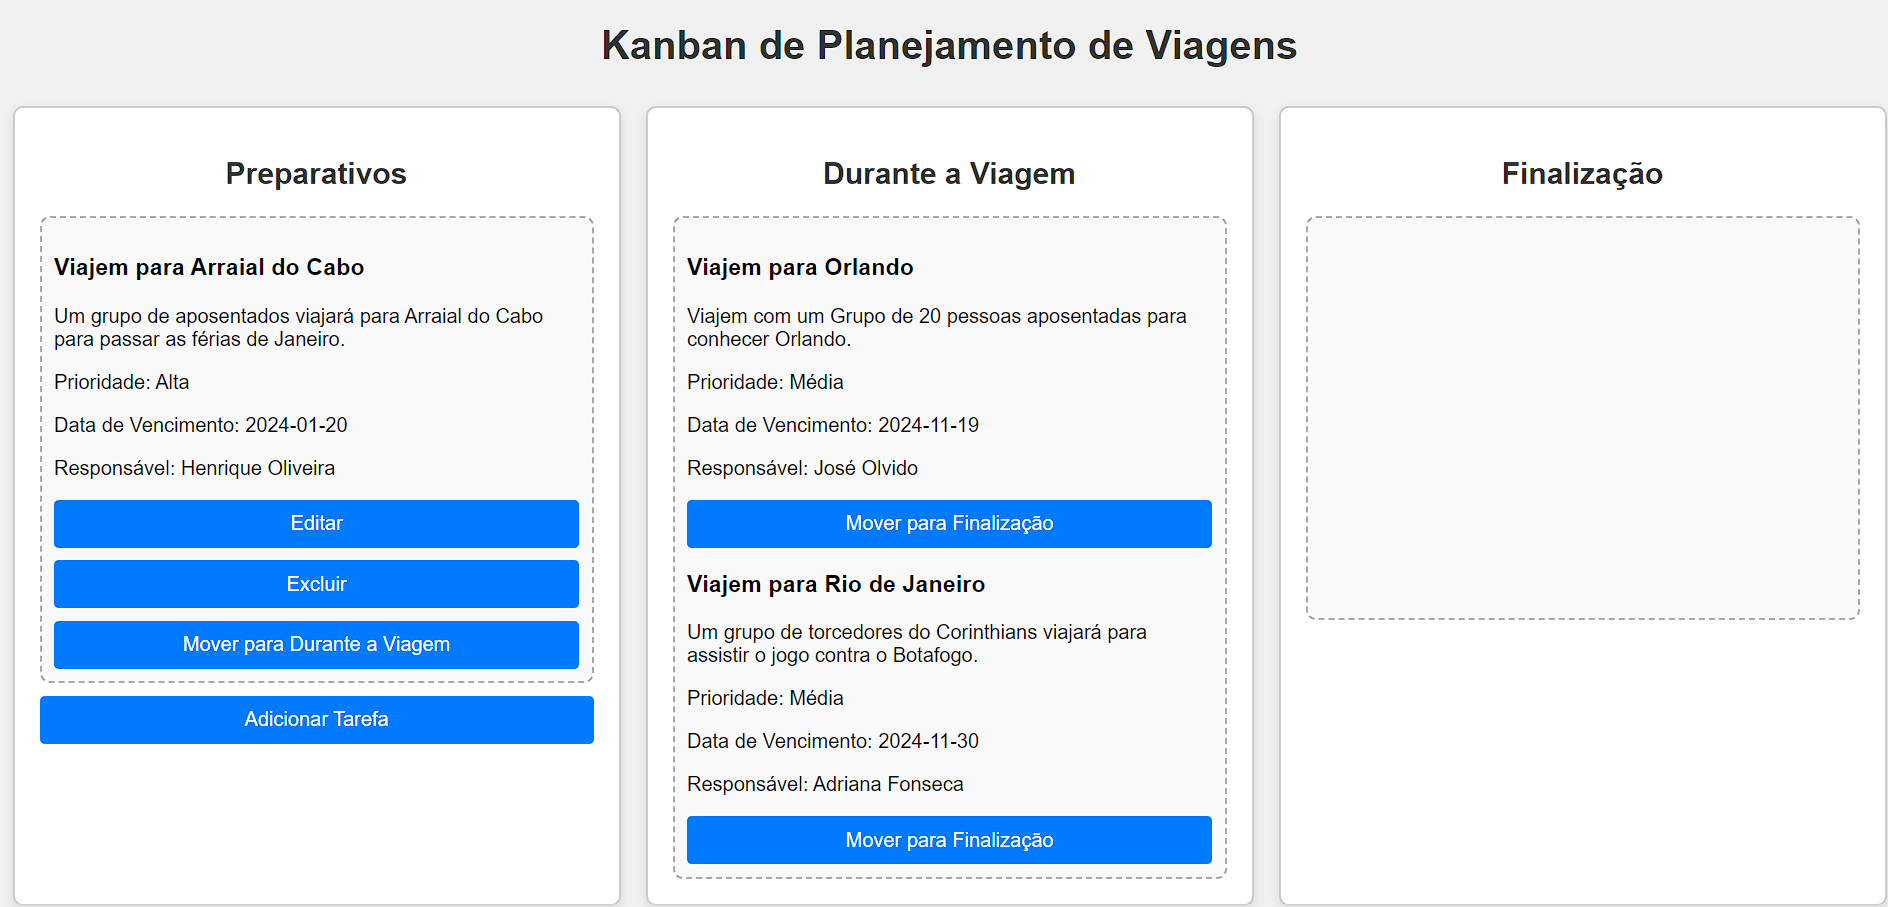 Kanban de Planejamento de Viagens
Preparativos
Viajem para Arraial do Cabo
Um grupo de aposentados viajará para Arraial do Cabo
para passar as férias de Janeiro.
Prioridade: Alta
Data de Vencimento: 2024-01-20
Responsável: Henrique Oliveira
Editar
Excluir
Mover para Durante a Viagem
Adicionar Tarefa
Durante a Viagem
Viajem para Orlando
Viajem com um Grupo de 20 pessoas aposentadas para
conhecer Orlando.
Prioridade: Média
Data de Vencimento: 2024-11-19
Responsável: José Olvido
Mover para Finalização
Viajem para Rio de Janeiro
Um grupo de torcedores do Corinthians viajará para
assistir o jogo contra o Botafogo.
Prioridade: Média
Data de Vencimento: 2024-11-30
Responsável: Adriana Fonseca
Mover para Finalização
Finalização